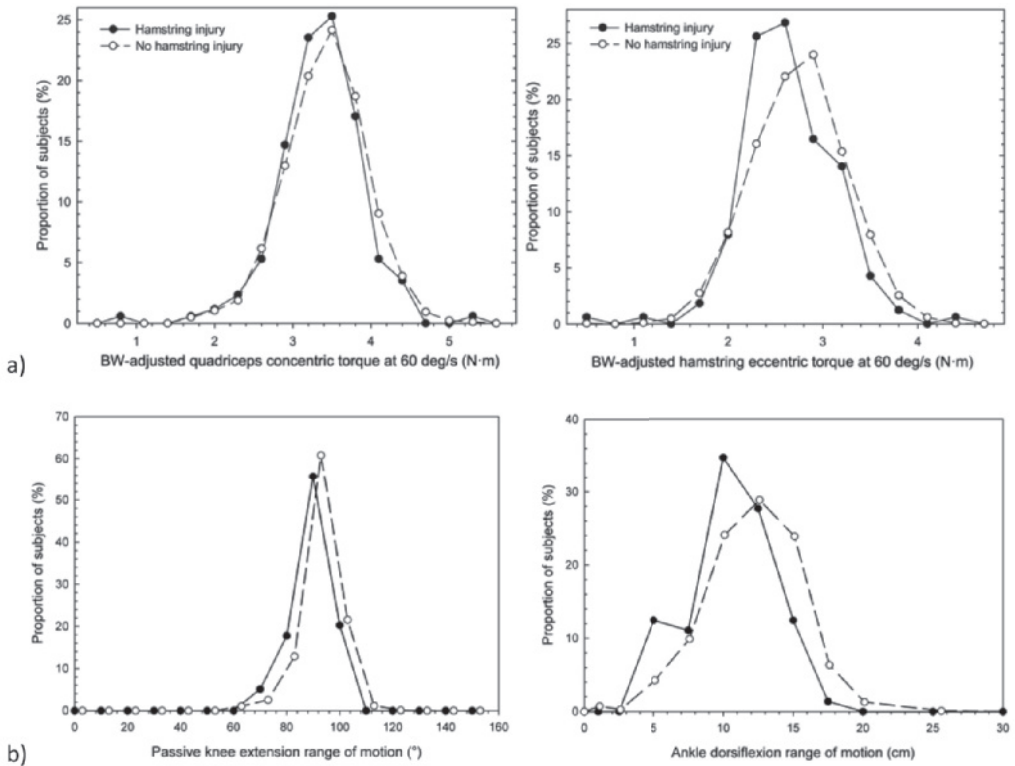 Hamstring injury
No hamstring injury
Proportion of subjects (%)
25
20
15
10
5
0
1 2 3 4 5
BW-adjusted quadriceps concentric torque at 60 deg/s (N·m)
Hamstring injury
No hamstring injury
Proportion of subjects (%)
25
20
15
10
5
0
1 2 3 4
BW-adjusted hamstring eccentric torque at 60 deg/s (N·m)
a)
Proportion of subjects (%)
70
60
50
40
30
20
10
0
0 20 40 60 80 100 120 140 160
Passive knee extension range of motion (°)
Proportion of subjects (%)
40
30
20
10
0
0 5 10 15 20 25 30
Ankle dorsiflexion range of motion (cm)
b)